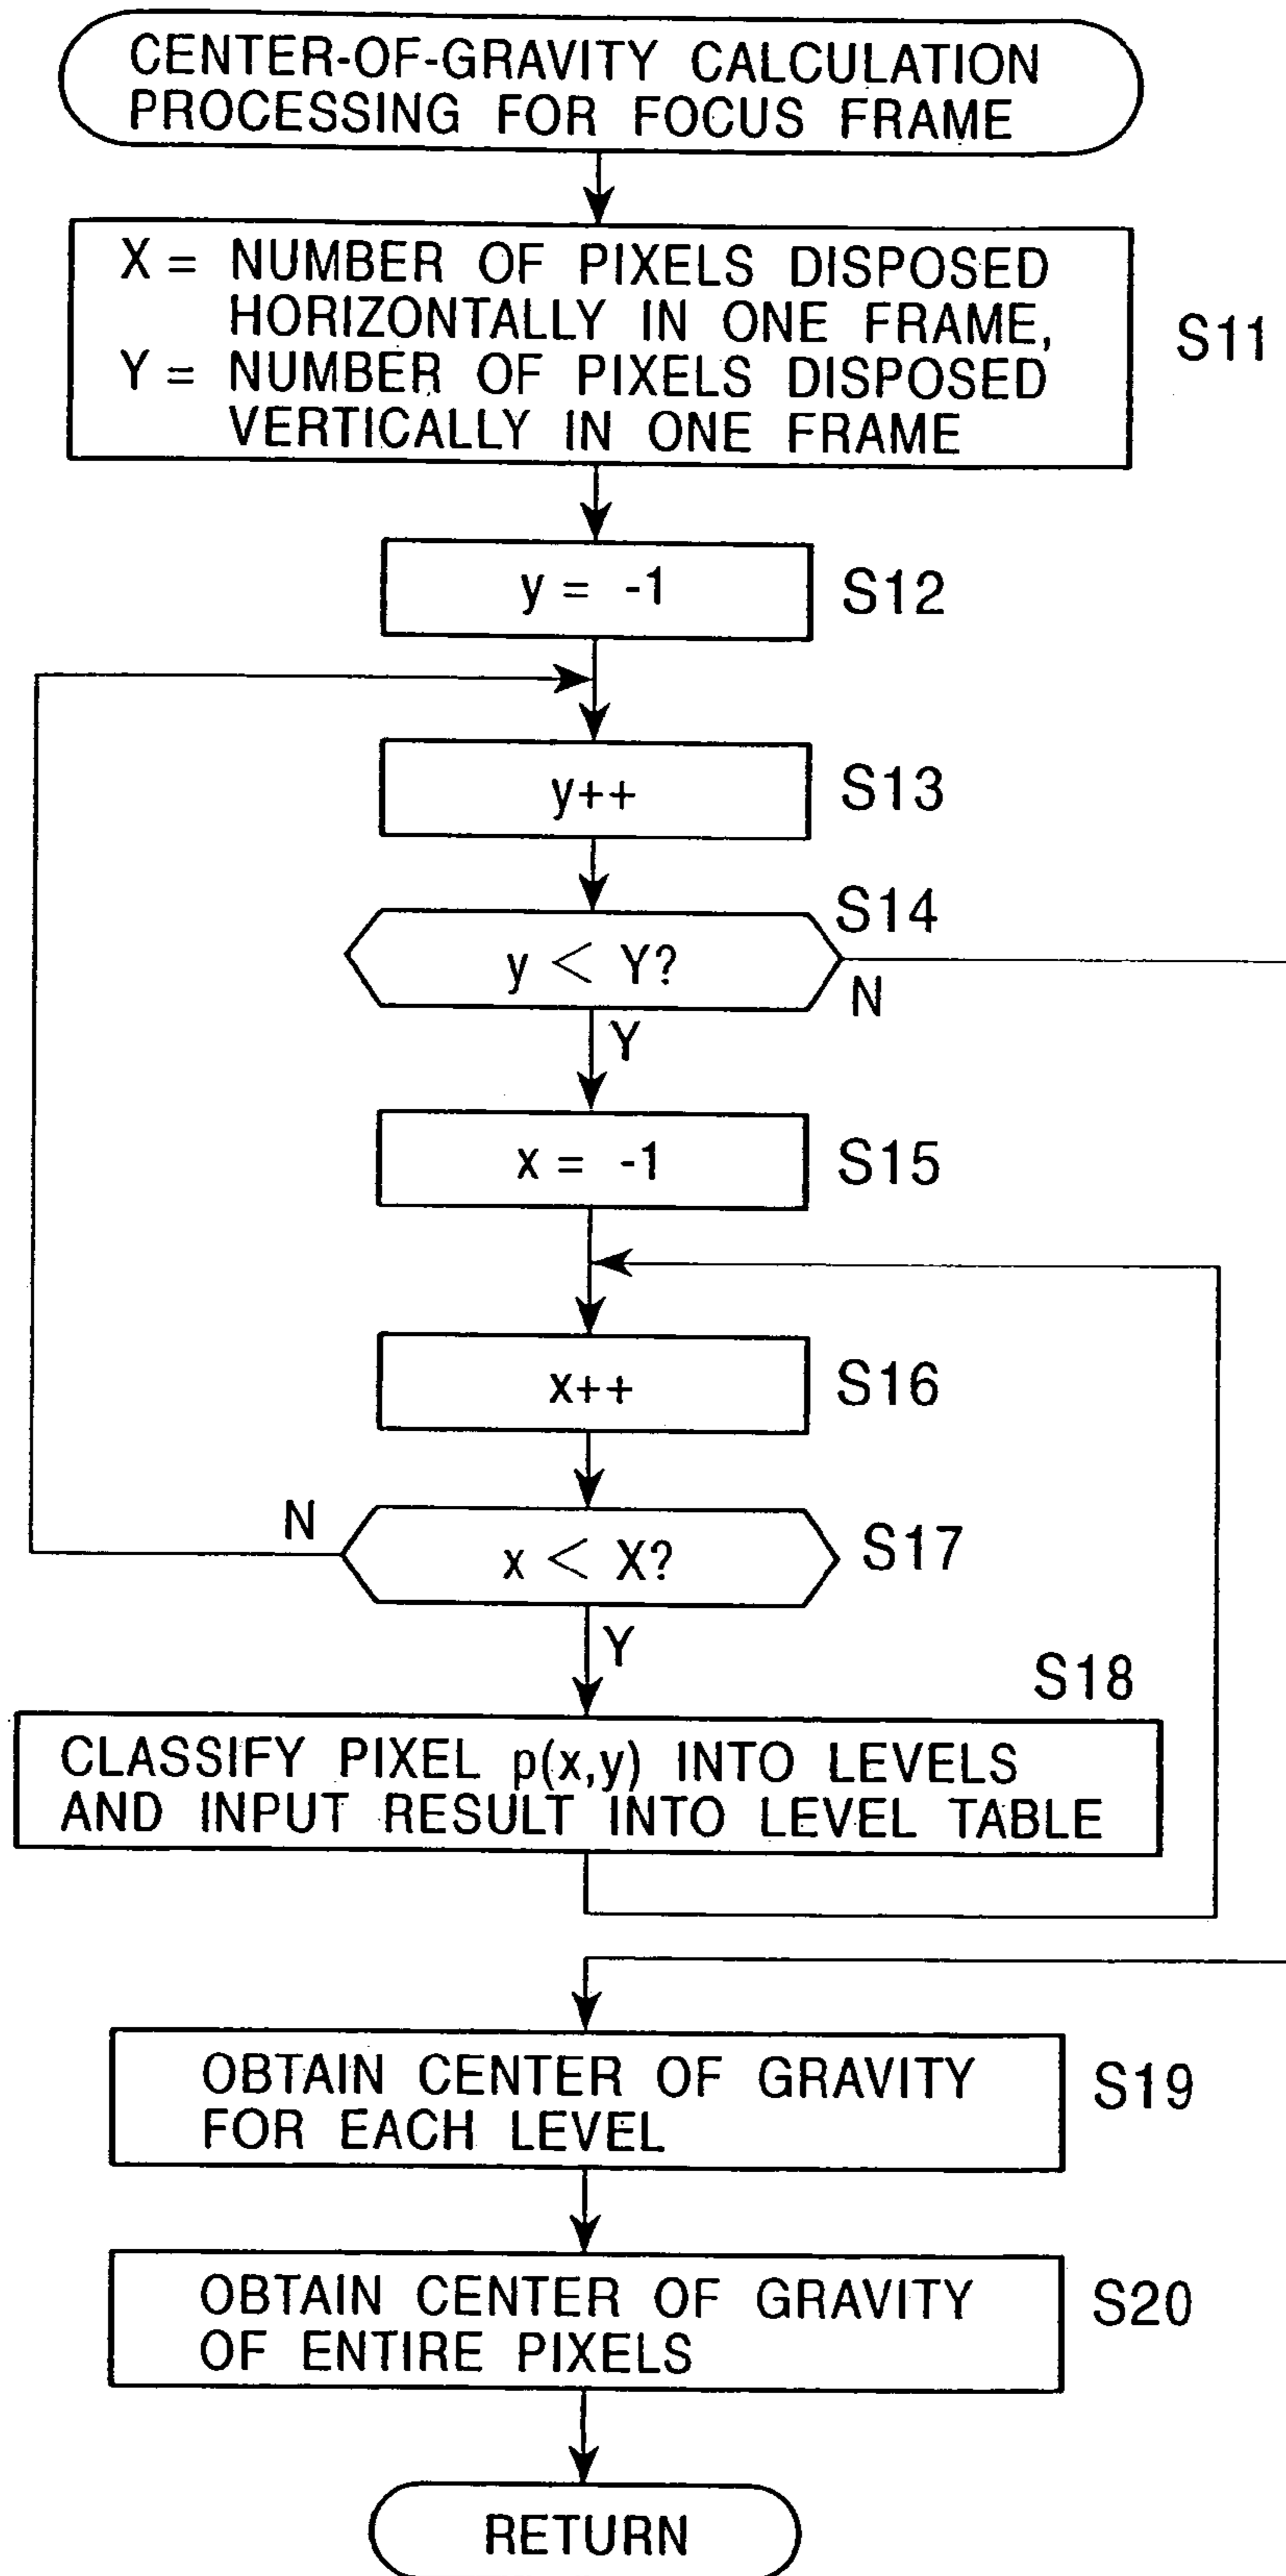 CENTER-OF-GRAVITY CALCULATION
PROCESSING FOR FOCUS FRAME
X = NUMBER OF PIXELS DISPOSED
HORIZONTALLY IN ONE FRAME,
Y = NUMBER OF PIXELS DISPOSED
VERTICALLY IN ONE FRAME
S11
y = -1
S12
y++
S13
S14
y < Y?
N
Y
x = -1
S15
x++
S16
N
x < X?
S17
Y
S18
CLASSIFY PIXEL p(x,y) INTO LEVELS
AND INPUT RESULT INTO LEVEL TABLE
OBTAIN CENTER OF GRAVITY
FOR EACH LEVEL
S19
OBTAIN CENTER OF GRAVITY
OF ENTIRE PIXELS
S20
RETURN